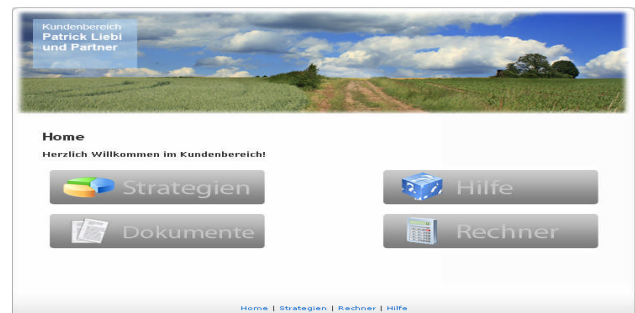 Kundenbereich
Patrick Liebi
und Partner
Home
Herzlich Willkommen im Kundenbereich!
Strategien
Hilfe
Dokumente
Rechner
Home | Strategien | Rechner | Hilfe